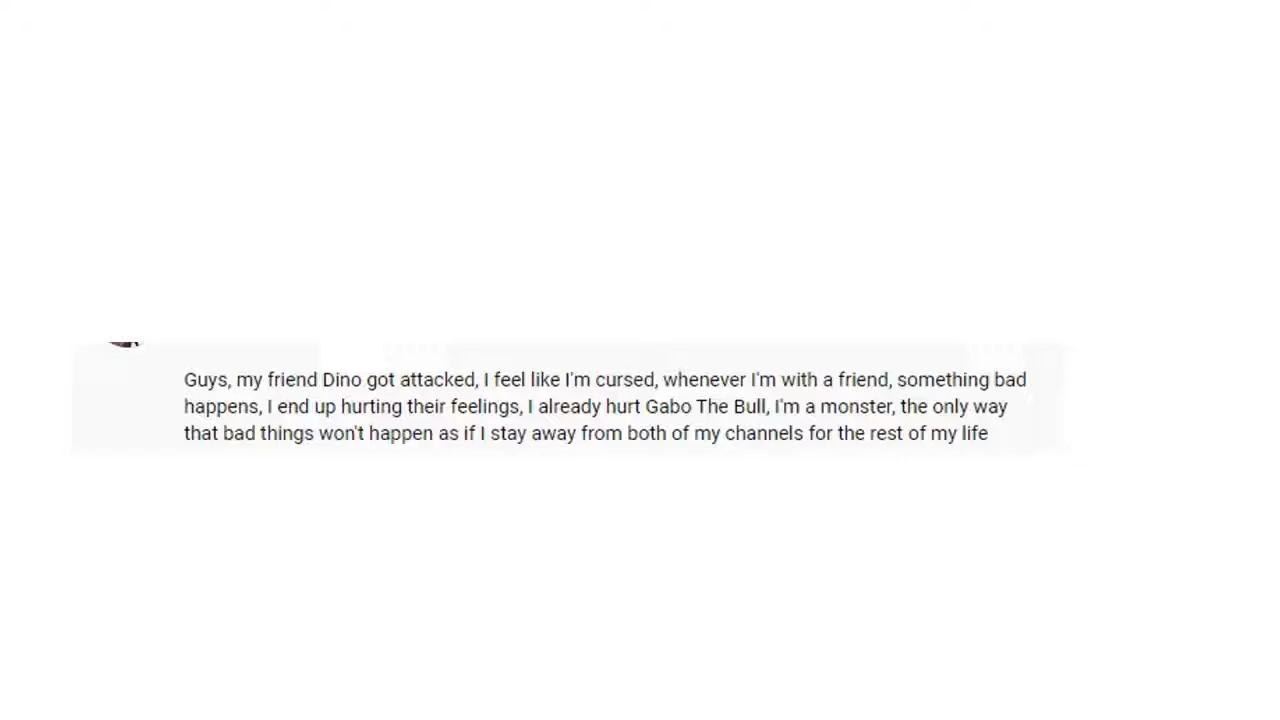 Guys, my friend Dino got attacked, I feel like I'm cursed, whenever I'm with a friend, something bad
happens, I end up hurting their feelings, I already hurt Gabo The Bull, I'm a monster, the only way
that bad things won't happen as if I stay away from both of my channels for the rest of my life